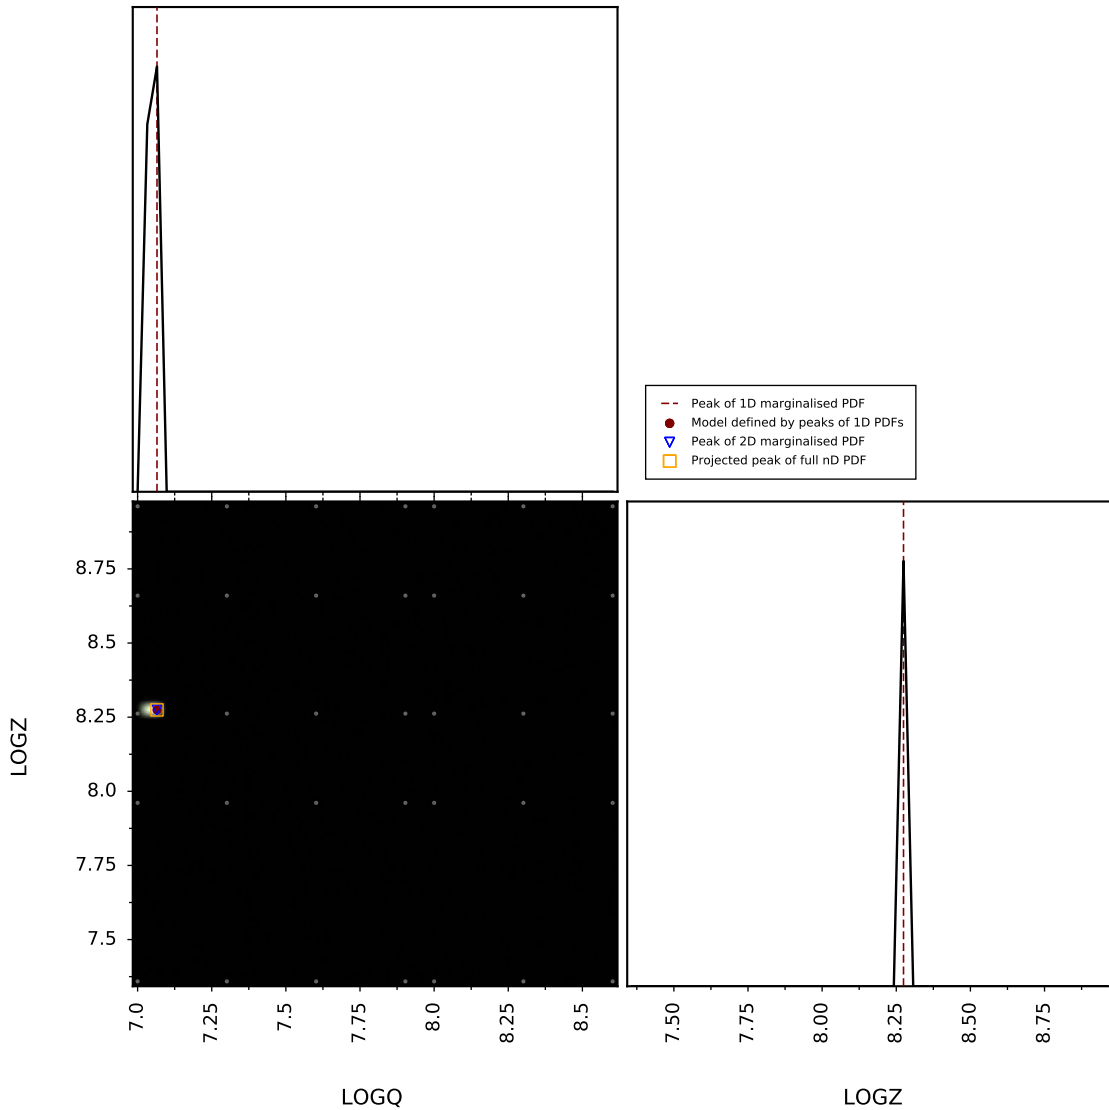 Peak of 1D marginalised PDF
Model defined by peaks of 1D PDFs
Peak of 2D marginalised PDF
Projected peak of full nD PDF
8.75
8.5
8.25
8.0
7.75
7.5
LOGZ
7.0 7.25 7.5 7.75 8.0 8.25 8.5
7.50 7.75 8.00 8.25 8.50 8.75
LOGQ
LOGZ